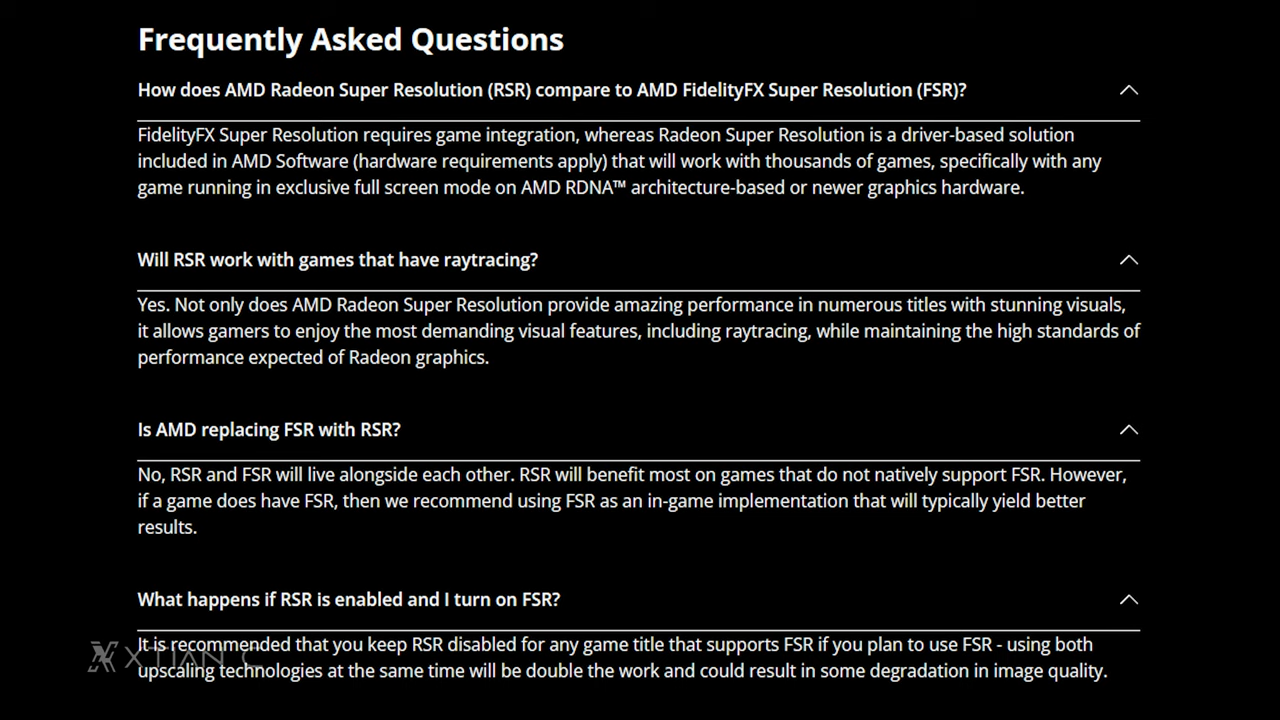 Frequently Asked Questions
How does AMD Radeon Super Resolution (RSR) compare to AMD FidelityFX Super Resolution (FSR)?
FidelityFX Super Resolution requires game integration, whereas Radeon Super Resolution is a driver-based solution
included in AMD Software (hardware requirements apply) that will work with thousands of games, specifically with any
game running in exclusive full screen mode on AMD RDNA™ architecture-based or newer graphics hardware.
Will RSR work with games that have raytracing?
Yes. Not only does AMD Radeon Super Resolution provide amazing performance in numerous titles with stunning visuals,
it allows gamers to enjoy the most demanding visual features, including raytracing, while maintaining the high standards of
performance expected of Radeon graphics.
Is AMD replacing FSR with RSR?
No, RSR and FSR will live alongside each other. RSR will benefit most on games that do not natively support FSR. However,
if a game does have FSR, then we recommend using FSR as an in-game implementation that will typically yield better
results.
What happens if RSR is enabled and I turn on FSR?
It is recommended that you keep RSR disabled for any game title that supports FSR if you plan to use FSR - using both
upscaling technologies at the same time will be double the work and could result in some degradation in image quality.
XTIAN C